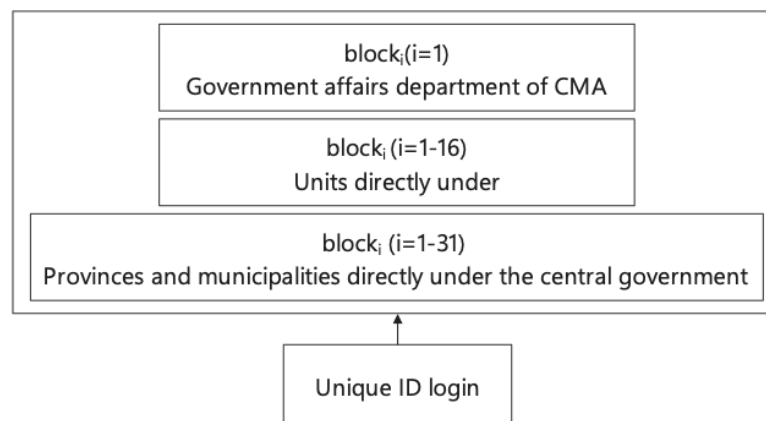 blockᵢ(i=1)
Government affairs department of CMA
blockᵢ (i=1-16)
Units directly under
blockᵢ (i=1-31)
Provinces and municipalities directly under the central government
Unique ID login